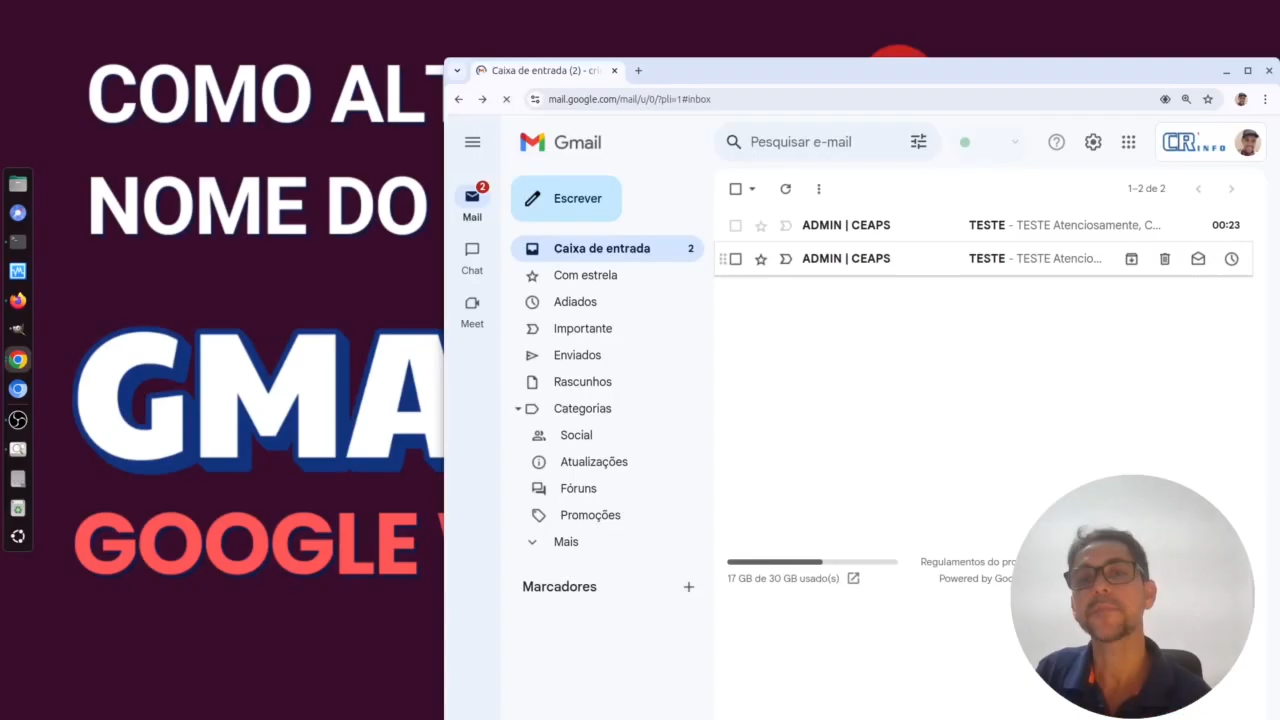 COMO ALT
NOME DO
GMA
GOOGLE
Caixa de entrada (2) - cri
mail.google.com/mail/u/0/?pli=1#inbox
Gmail
Pesquisar e-mail
CR INFO
2
Mail
Chat
Meet
Escrever
Caixa de entrada 2
Com estrela
Adiados
Importante
Enviados
Rascunhos
Categorias
Social
Atualizações
Fóruns
Promoções
Mais
Marcadores
1–2 de 2
ADMIN | CEAPS TESTE - TESTE Atenciosamente, C... 00:23
ADMIN | CEAPS TESTE - TESTE Atencio...
17 GB de 30 GB usado(s)
Regulamentos do pro
Powered by Goo